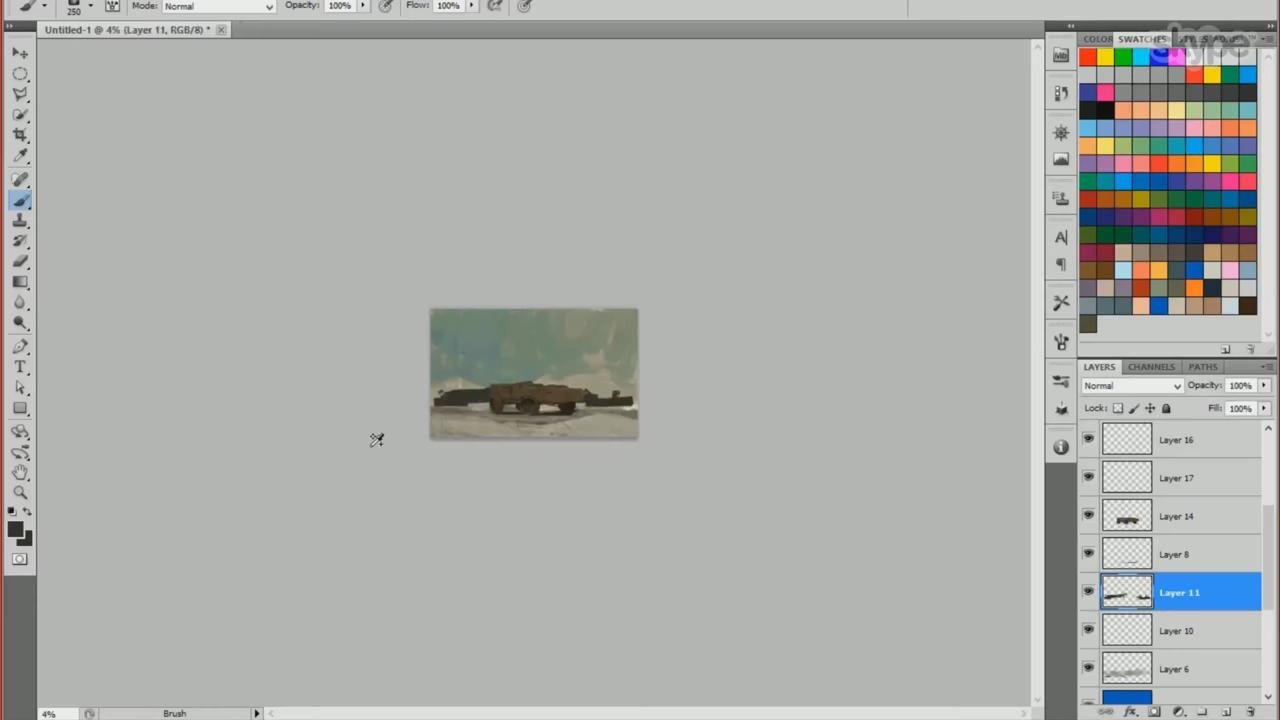 250
Mode: Normal
Opacity: 100%
Flow: 100%
Untitled-1 @ 4% (Layer 11, RGB/8) *
COLOR SWATCHES STYLES
skype
LAYERS CHANNELS PATHS
Normal
Opacity: 100%
Lock:
Fill: 100%
Layer 16
Layer 17
Layer 14
Layer 8
Layer 11
Layer 10
Layer 6
4%
Brush